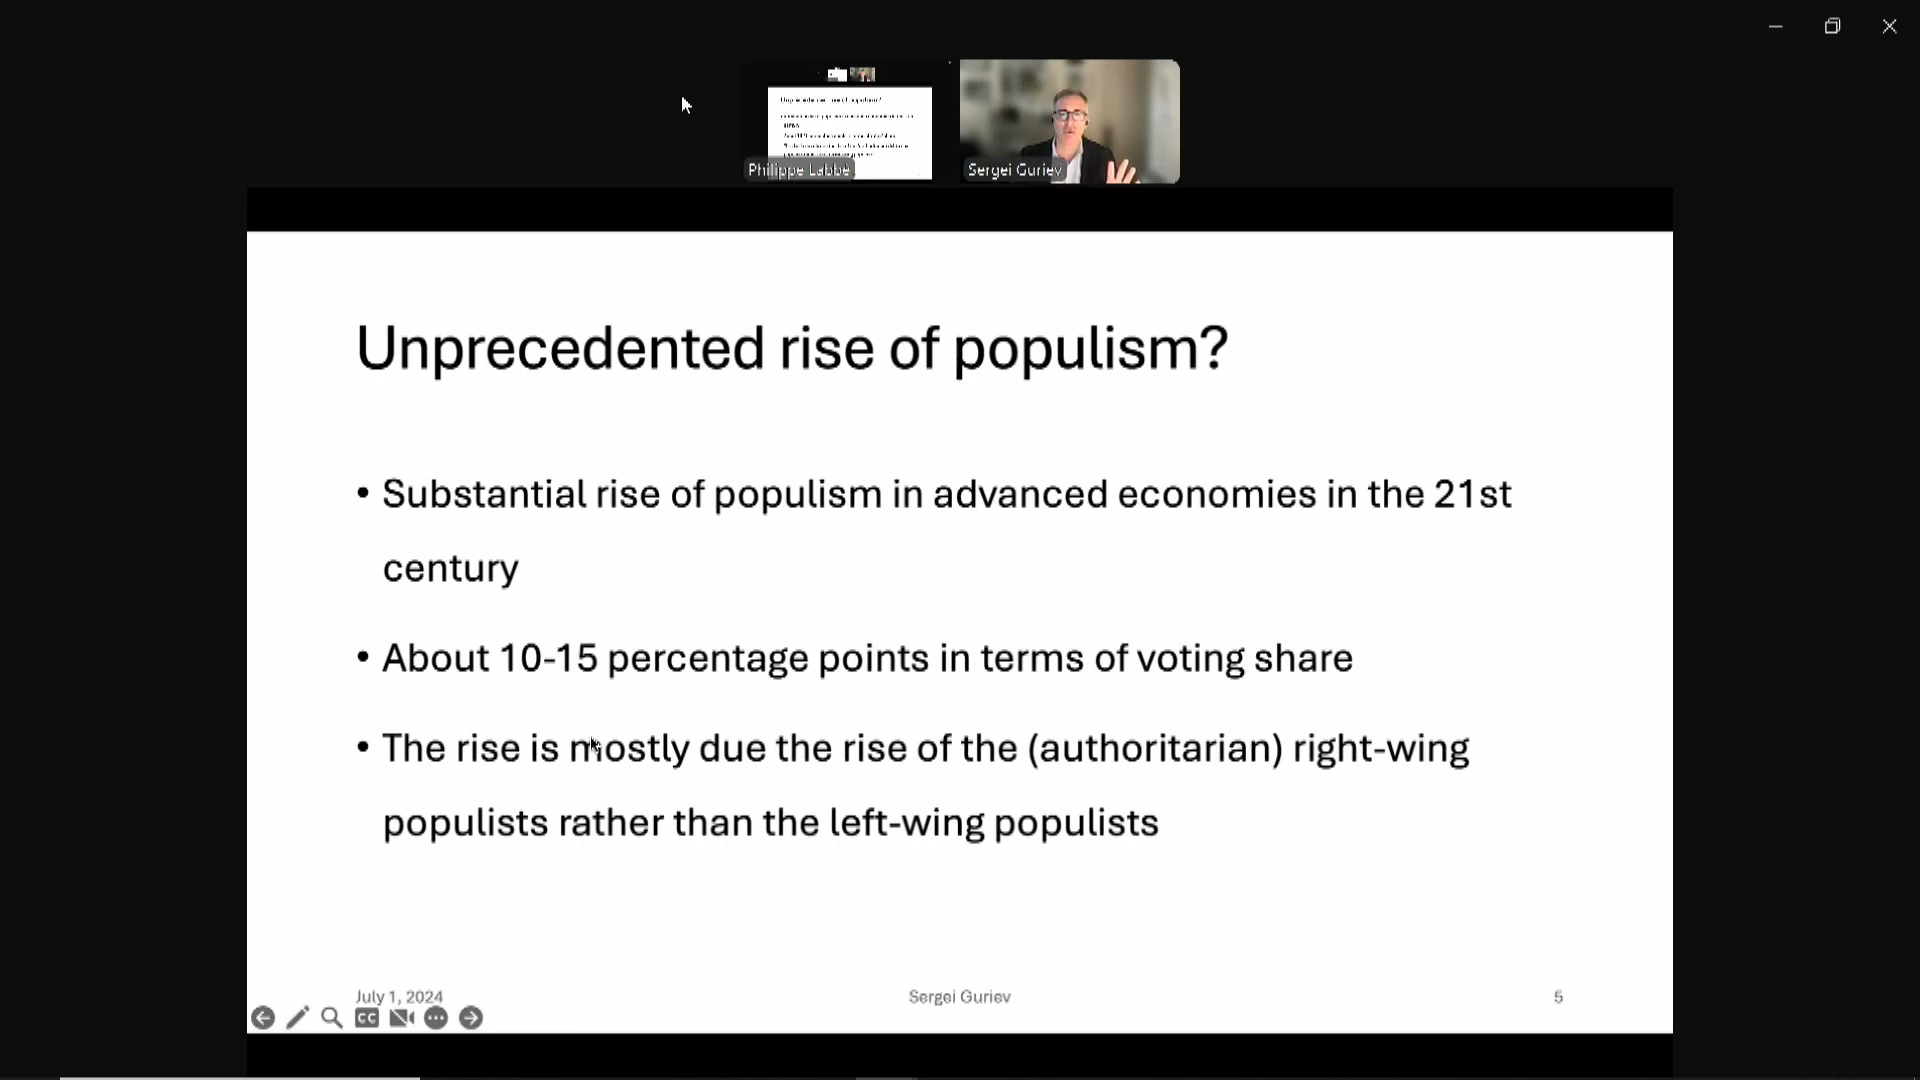 Philippe Labbé
Sergei Guriev
Unprecedented rise of populism?
• Substantial rise of populism in advanced economies in the 21st
century
• About 10-15 percentage points in terms of voting share
• The rise is mostly due the rise of the (authoritarian) right-wing
populists rather than the left-wing populists
July 1, 2024
Sergei Guriev
5
CC